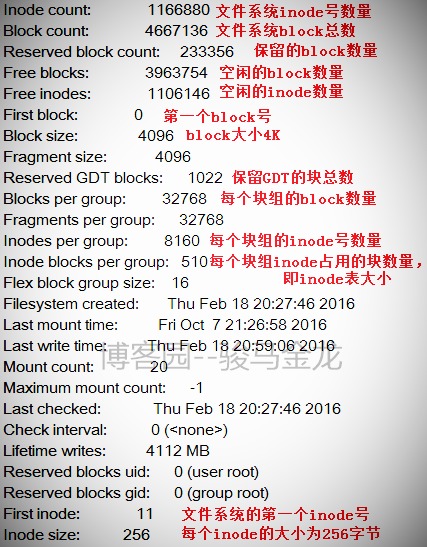 Inode count: 1166880 文件系统inode号数量
Block count: 4667136 文件系统block总数
Reserved block count: 233356 保留的block数量
Free blocks: 3963754 空闲的block数量
Free inodes: 1106146 空闲的inode数量
First block: 0 第一个block号
Block size: 4096 block大小4K
Fragment size: 4096
Reserved GDT blocks: 1022 保留GDT的块总数
Blocks per group: 32768 每个块组的block数量
Fragments per group: 32768
Inodes per group: 8160 每个块组的inode号数量
Inode blocks per group: 510 每个块组inode占用的块数量，
Flex block group size: 16 即inode表大小
Filesystem created: Thu Feb 18 20:27:46 2016
Last mount time: Fri Oct 7 21:26:58 2016
Last write time: Thu Feb 18 20:59:06 2016
博客园--骏马金龙
Mount count: 20
Maximum mount count: -1
Last checked: Thu Feb 18 20:27:46 2016
Check interval: 0 (<none>)
Lifetime writes: 4112 MB
Reserved blocks uid: 0 (user root)
Reserved blocks gid: 0 (group root)
First inode: 11 文件系统的第一个inode号
Inode size: 256 每个inode的大小为256字节